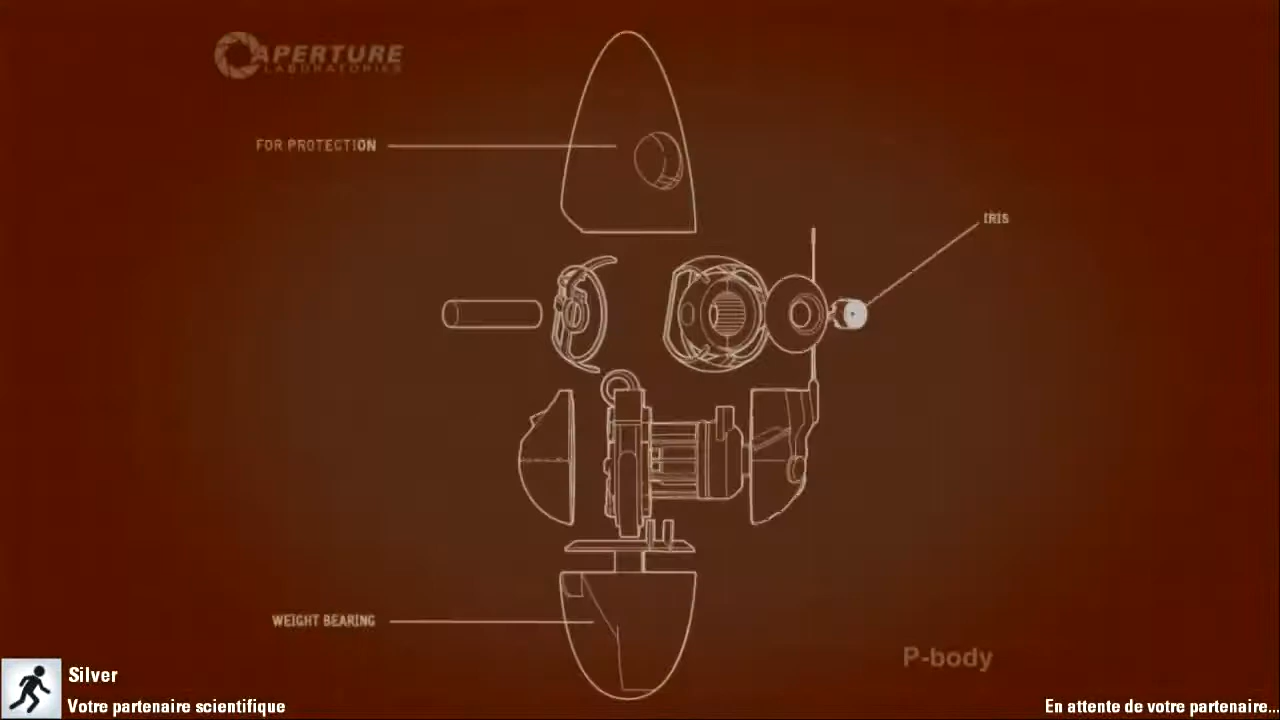 APERTURE
LABORATORIES
FOR PROTECTION
IRIS
WEIGHT BEARING
P-body
Silver
Votre partenaire scientifique
En attente de votre partenaire...